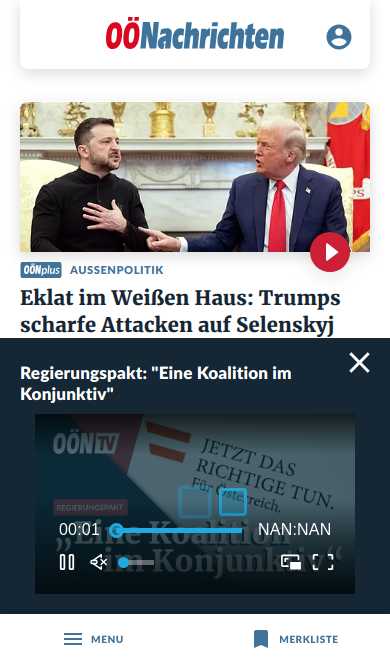 OÖNachrichten
OÖNplus AUSSENPOLITIK
Eklat im Weißen Haus: Trumps
scharfe Attacken auf Selenskyj
Regierungspakt: "Eine Koalition im
Konjunktiv"
OÖN TV
JETZT DAS
RICHTIGE TUN.
Für Österreich.
REGIERUNGSPAKT
00:01 NAN:NAN
„Eine Koalition
im Konjunktiv“
MENU
MERKLISTE